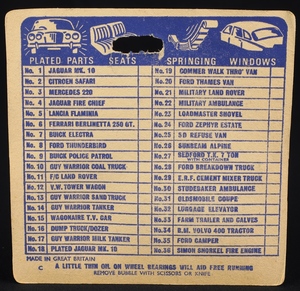 PLATED PARTS SEATS SPRINGING WINDOWS
No. 1 JAGUAR MK. 10
No. 2 CITROEN SAFARI
No. 3 MERCEDES 220
No. 4 JAGUAR FIRE CHIEF
No. 5 LANCIA FLAMINIA
No. 6 FERRARI BERLINETTA 250 GT.
No. 7 BUICK ELECTRA
No. 8 FORD THUNDERBIRD
No. 9 BUICK POLICE PATROL
No. 10 GUY WARRIOR COAL TRUCK
No. 11 F/C LAND ROVER
No. 12 V.W. TOWER WAGON
No. 13 GUY WARRIOR SAND TRUCK
No. 14 GUY WARRIOR TANKER
No. 15 WAGONAIRE T.V. CAR
No. 16 DUMP TRUCK/DOZER
No. 17 GUY WARRIOR MILK TANKER
No. 18 PLATED JAGUAR MK. 10
No. 19 COMMER WALK THRO' VAN
No. 20 FORD THAMES VAN
No. 21 MILITARY LAND ROVER
No. 22 MILITARY AMBULANCE
No. 23 LOADMASTER SHOVEL
No. 24 FORD ZEPHYR ESTATE
No. 25 SD REFUSE VAN
No. 26 SUNBEAM ALPINE
No. 27 BEDFORD T.K. 7 TON
WITH CONTAINER
No. 28 FORD BREAKDOWN TRUCK
No. 29 E.R.F. CEMENT MIXER TRUCK
No. 30 STUDEBAKER AMBULANCE
No. 31 OLDSMOBILE COUPE
No. 32 LUGGAGE ELEVATOR
No. 33 FARM TRAILER AND CALVES
No. 34 B.M. VOLVO 400 TRACTOR
No. 35 FORD CAMPER
No. 36 SIMON SNORKEL FIRE ENGINE
MADE IN GREAT BRITAIN
C A LITTLE THIN OIL ON WHEEL BEARINGS WILL AID FREE RUNNING
REMOVE BUBBLE WITH SCISSORS OR KNIFE.